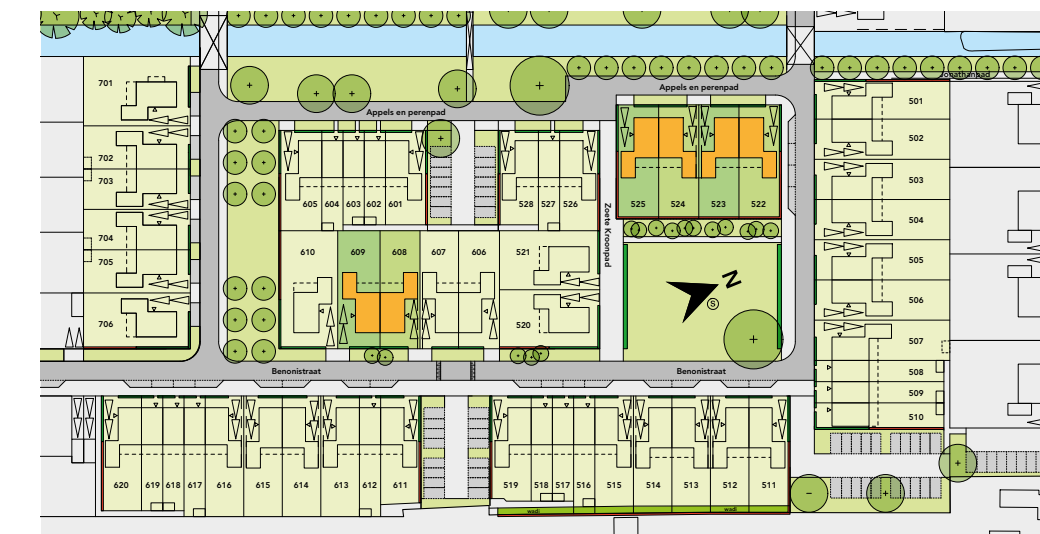 Jonathanpad
701
Appels en perenpad
Appels en perenpad
501
502
702
703
503
605 604 603 602 601
528 527 526
525 524 523 522
504
Zoete Kroonpad
704
705
610 609 608 607 606 521
505
N
S
506
706
520
507
Benonistraat
Benonistraat
508
509
510
620 619 618 617 616 615 614 613 612 611
519 518 517 516 515 514 513 512 511
wadi
wadi